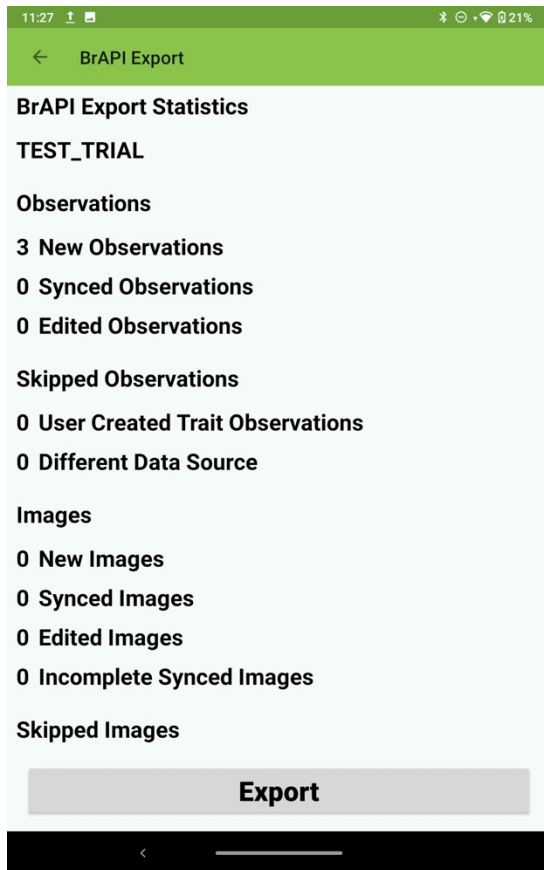 11:27 21%
BrAPI Export
BrAPI Export Statistics
TEST_TRIAL
Observations
3 New Observations
0 Synced Observations
0 Edited Observations
Skipped Observations
0 User Created Trait Observations
0 Different Data Source
Images
0 New Images
0 Synced Images
0 Edited Images
0 Incomplete Synced Images
Skipped Images
Export